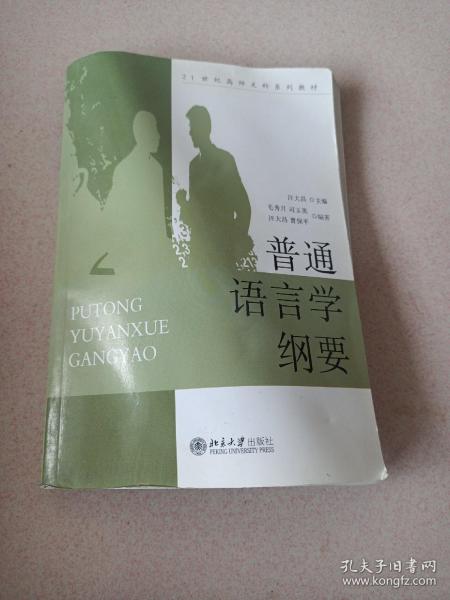 21世纪高师文科系列教材
汪大昌 ◎主编
毛秀月 司玉英
汪大昌 曹保平 ◎编著
普通
语言学
纲要
PUTONG
YUYANXUE
GANGYAO
北京大学出版社
PEKING UNIVERSITY PRESS
孔夫子旧书网
www.kongfz.com